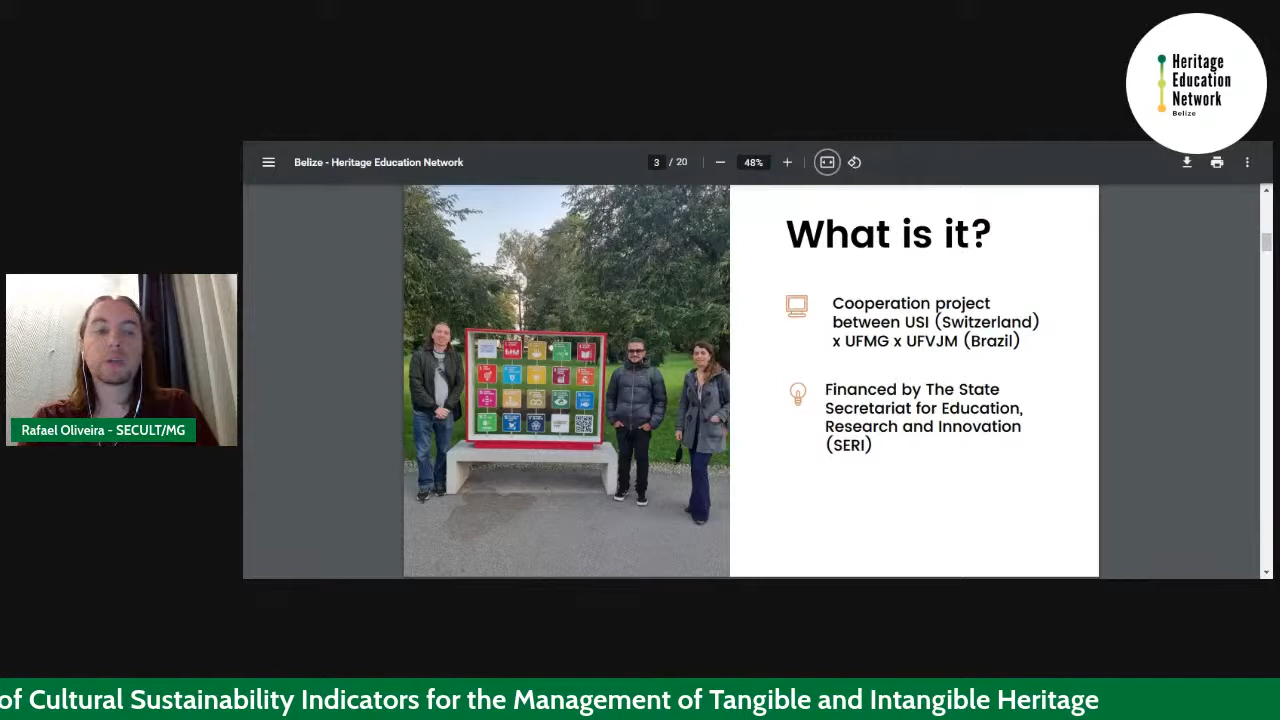 Heritage
Education
Network
Belize
Belize - Heritage Education Network
3 / 20
48%
What is it?
Cooperation project
between USI (Switzerland)
x UFMG x UFVJM (Brazil)
Financed by The State
Secretariat for Education,
Research and Innovation
(SERI)
Rafael Oliveira - SECULT/MG
of Cultural Sustainability Indicators for the Management of Tangible and Intangible Heritage